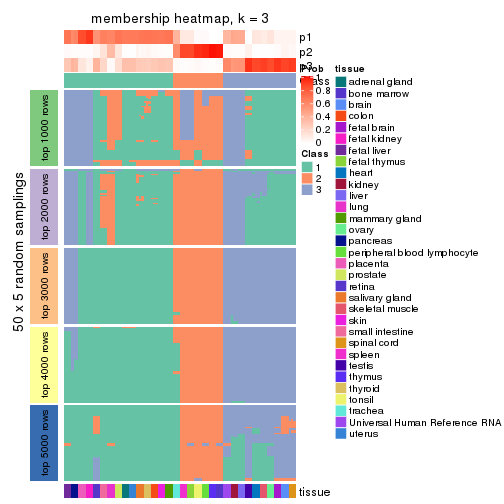 membership heatmap, k = 3
p1
p2
p3
Class
50 x 5 random samplings
top 1000 rows
top 2000 rows
top 3000 rows
top 4000 rows
top 5000 rows
tissue
Prob
1
0.8
0.6
0.4
0.2
0
Class
1
2
3
tissue
adrenal gland
bone marrow
brain
colon
fetal brain
fetal kidney
fetal liver
fetal thymus
heart
kidney
liver
lung
mammary gland
ovary
pancreas
peripheral blood lymphocyte
placenta
prostate
retina
salivary gland
skeletal muscle
skin
small intestine
spinal cord
spleen
testis
thymus
thyroid
tonsil
trachea
Universal Human Reference RNA
uterus